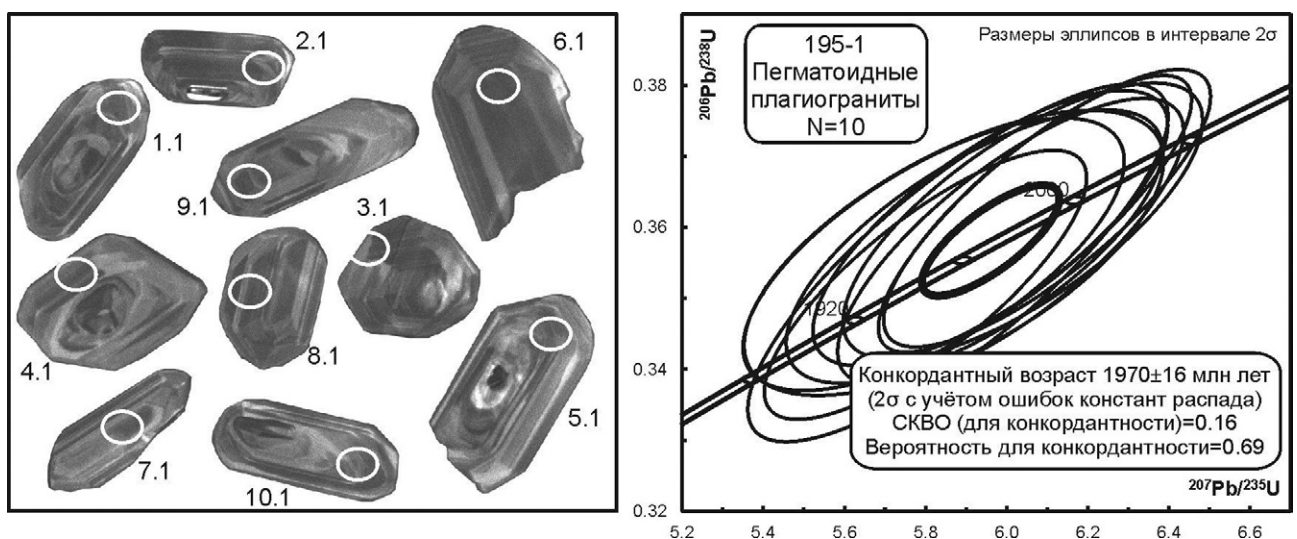 2.1
6.1
1.1
9.1
3.1
4.1
8.1
5.1
7.1
10.1
195-1
Пегматоидные
плагиограниты
N=10
Размеры эллипсов в интервале 2σ
²⁰⁶Pb/²³⁸U
0.38
0.36
0.34
0.32
2000
1920
Конкордантный возраст 1970±16 млн лет
(2σ с учётом ошибок констант распада)
СКВО (для конкордантности)=0.16
Вероятность для конкордантности=0.69
²⁰⁷Pb/²³⁵U
5.2 5.4 5.6 5.8 6.0 6.2 6.4 6.6